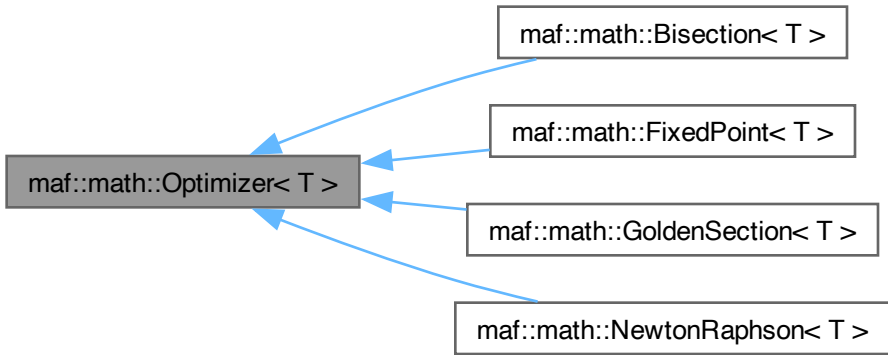 maf::math::Bisection< T >
maf::math::FixedPoint< T >
maf::math::Optimizer< T >
maf::math::GoldenSection< T >
maf::math::NewtonRaphson< T >